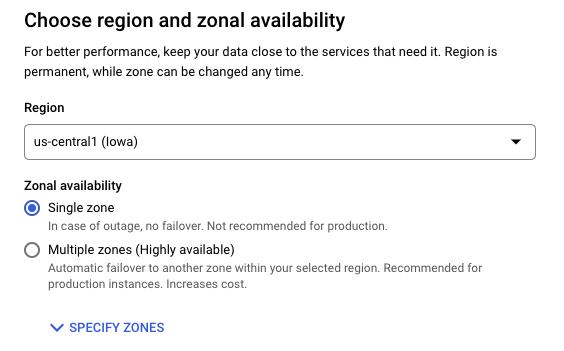 Choose region and zonal availability
For better performance, keep your data close to the services that need it. Region is
permanent, while zone can be changed any time.
Region
us-central1 (Iowa)
Zonal availability
Single zone
In case of outage, no failover. Not recommended for production.
Multiple zones (Highly available)
Automatic failover to another zone within your selected region. Recommended for
production instances. Increases cost.
SPECIFY ZONES